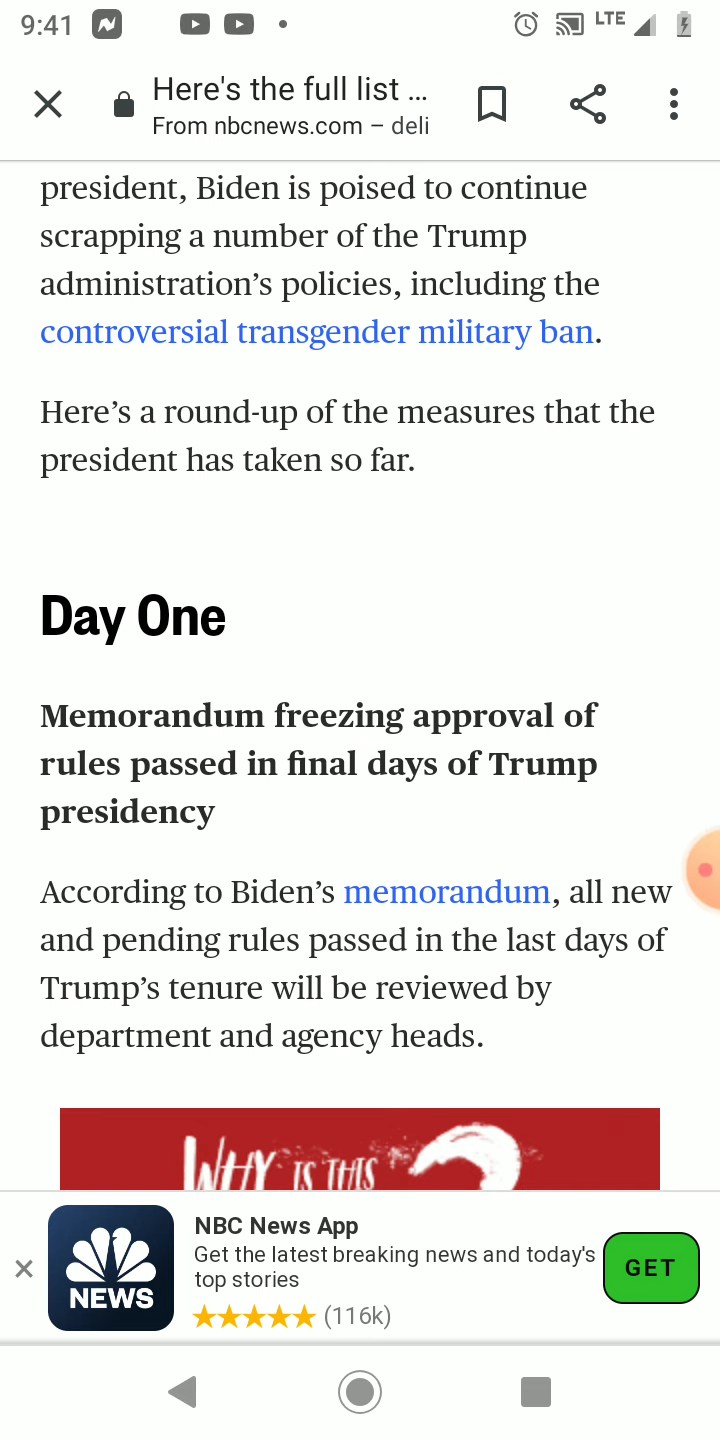 9:41
LTE
Here's the full list ...
From nbcnews.com – deli
president, Biden is poised to continue
scrapping a number of the Trump
administration’s policies, including the
controversial transgender military ban.
Here’s a round-up of the measures that the
president has taken so far.
Day One
Memorandum freezing approval of
rules passed in final days of Trump
presidency
According to Biden’s memorandum, all new
and pending rules passed in the last days of
Trump’s tenure will be reviewed by
department and agency heads.
WHY IS THIS
NBC News App
Get the latest breaking news and today's
top stories
(116k)
GET
NEWS